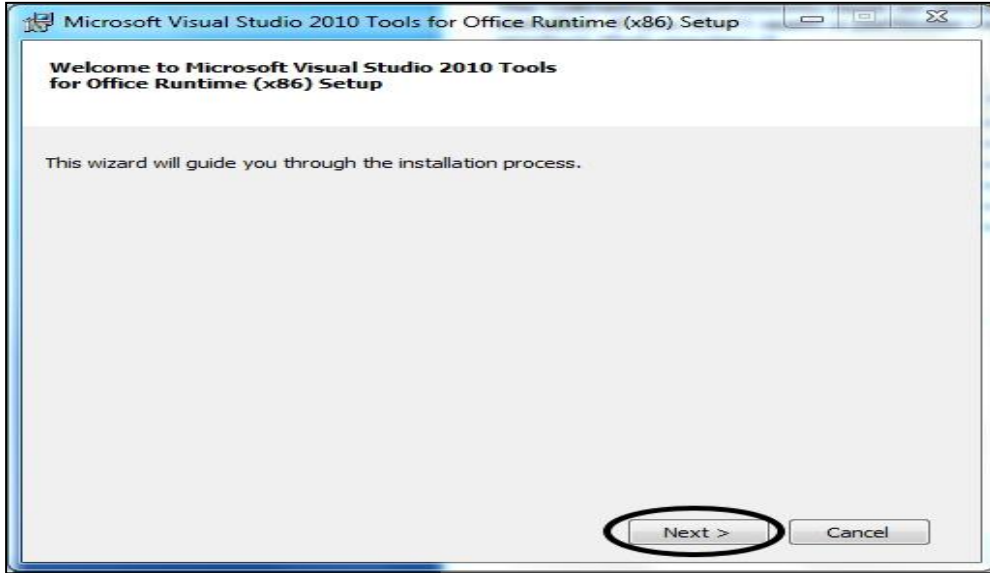 Microsoft Visual Studio 2010 Tools for Office Runtime (x86) Setup
Welcome to Microsoft Visual Studio 2010 Tools
for Office Runtime (x86) Setup
This wizard will guide you through the installation process.
Next > Cancel